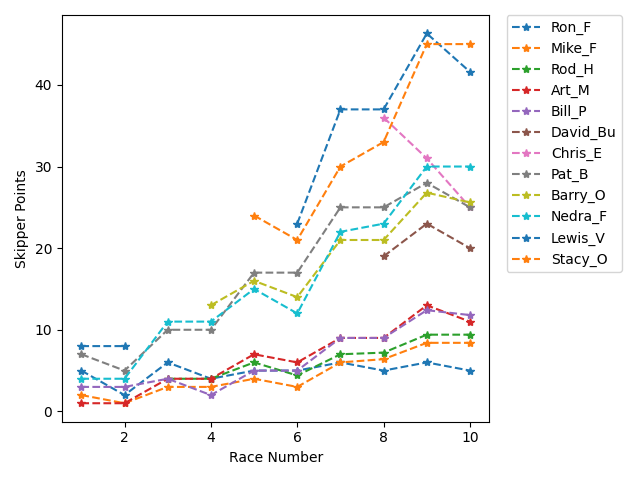 Skipper Points
40
30
20
10
0
2 4 6 8 10
Race Number
Ron_F
Mike_F
Rod_H
Art_M
Bill_P
David_Bu
Chris_E
Pat_B
Barry_O
Nedra_F
Lewis_V
Stacy_O